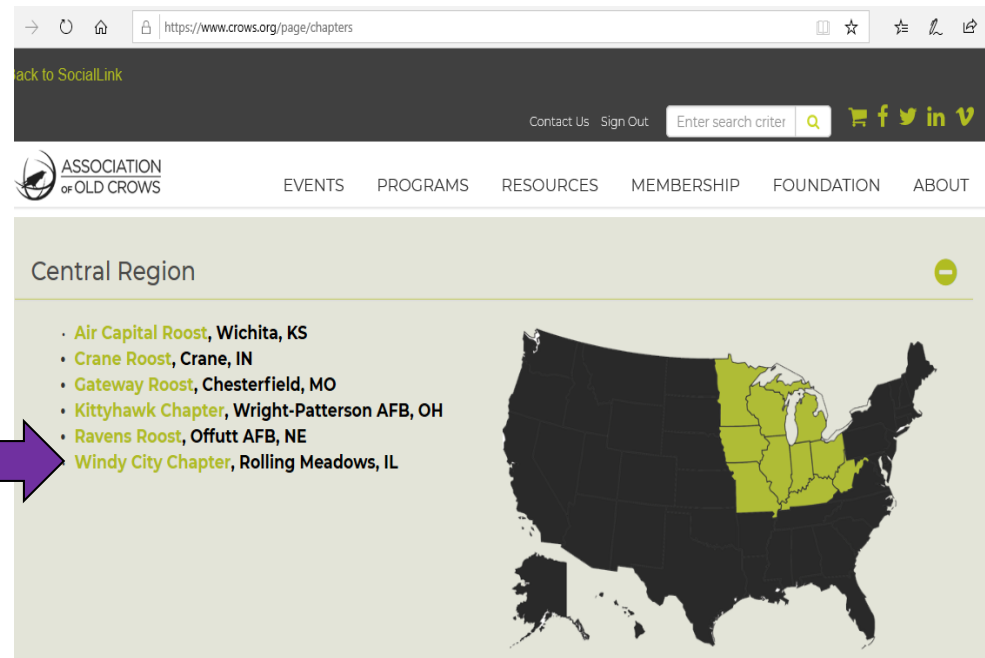 https://www.crows.org/page/chapters
Back to SocialLink
Contact Us Sign Out Enter search criter
ASSOCIATION
OF OLD CROWS
EVENTS PROGRAMS RESOURCES MEMBERSHIP FOUNDATION ABOUT
Central Region
• Air Capital Roost, Wichita, KS
• Crane Roost, Crane, IN
• Gateway Roost, Chesterfield, MO
• Kittyhawk Chapter, Wright-Patterson AFB, OH
• Ravens Roost, Offutt AFB, NE
• Windy City Chapter, Rolling Meadows, IL